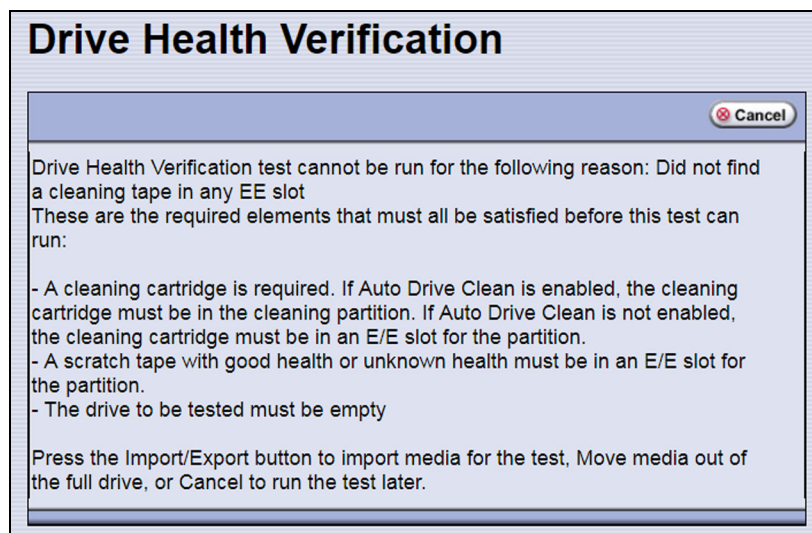 Drive Health Verification
Cancel
Drive Health Verification test cannot be run for the following reason: Did not find
a cleaning tape in any EE slot
These are the required elements that must all be satisfied before this test can
run:
- A cleaning cartridge is required. If Auto Drive Clean is enabled, the cleaning
cartridge must be in the cleaning partition. If Auto Drive Clean is not enabled,
the cleaning cartridge must be in an E/E slot for the partition.
- A scratch tape with good health or unknown health must be in an E/E slot for
the partition.
- The drive to be tested must be empty
Press the Import/Export button to import media for the test, Move media out of
the full drive, or Cancel to run the test later.